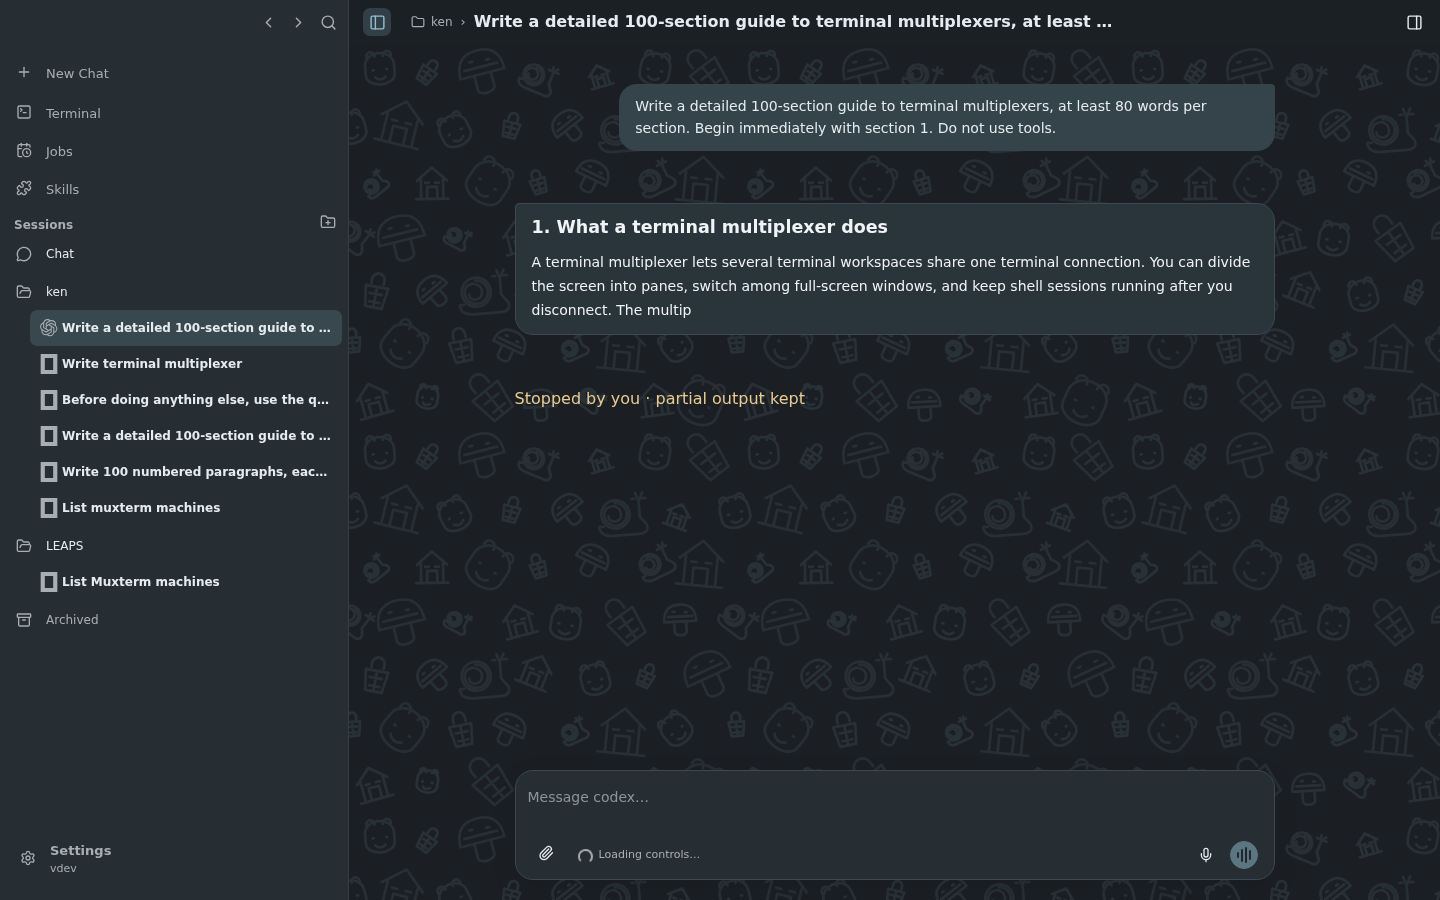 ken › Write a detailed 100-section guide to terminal multiplexers, at least ...
New Chat
Terminal
Jobs
Skills
Sessions
Chat
ken
Write a detailed 100-section guide to ...
Write terminal multiplexer
Before doing anything else, use the q...
Write a detailed 100-section guide to ...
Write 100 numbered paragraphs, eac...
List muxterm machines
LEAPS
List Muxterm machines
Archived
Settings
vdev
Write a detailed 100-section guide to terminal multiplexers, at least 80 words per
section. Begin immediately with section 1. Do not use tools.
1. What a terminal multiplexer does
A terminal multiplexer lets several terminal workspaces share one terminal connection. You can divide
the screen into panes, switch among full-screen windows, and keep shell sessions running after you
disconnect. The multip
Stopped by you · partial output kept
Message codex...
Loading controls...